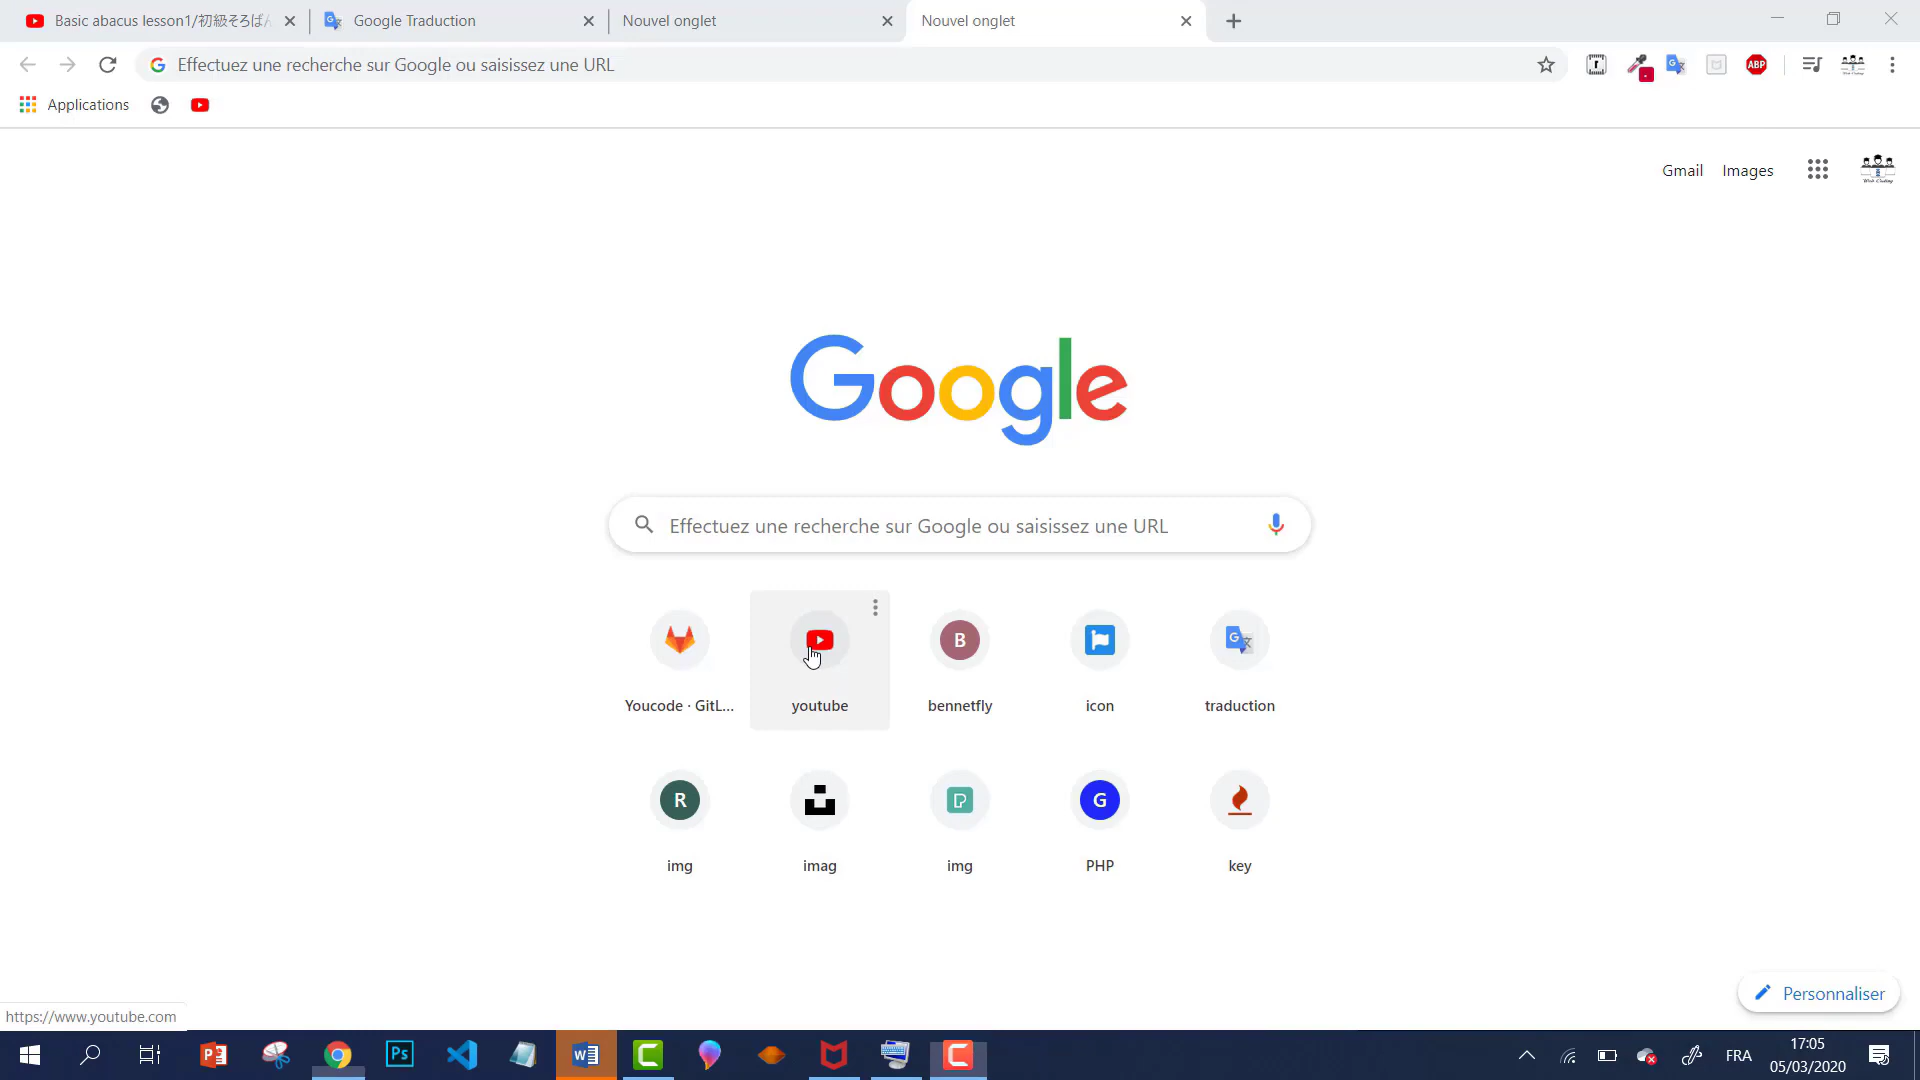 Basic abacus lesson1/初級そろばん
Google Traduction
Nouvel onglet
Nouvel onglet
Effectuez une recherche sur Google ou saisissez une URL
ABP
Applications
Gmail
Images
Google
Effectuez une recherche sur Google ou saisissez une URL
Youcode · GitL...
youtube
B
bennetfly
icon
traduction
R
img
imag
img
G
PHP
key
Personnaliser
https://www.youtube.com
Ps
FRA
17:05
05/03/2020